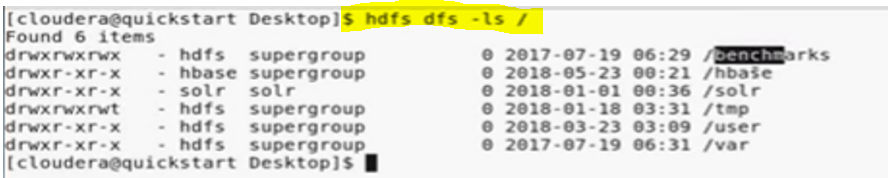 [cloudera@quickstart Desktop]$ hdfs dfs -ls /
Found 6 items
drwxrwxrwx   - hdfs  supergroup          0 2017-07-19 06:29 /benchmarks
drwxr-xr-x   - hbase supergroup          0 2018-05-23 00:21 /hbase
drwxr-xr-x   - solr  solr                0 2018-01-01 00:36 /solr
drwxrwxrwt   - hdfs  supergroup          0 2018-01-18 03:31 /tmp
drwxr-xr-x   - hdfs  supergroup          0 2018-03-23 03:09 /user
drwxr-xr-x   - hdfs  supergroup          0 2017-07-19 06:31 /var
[cloudera@quickstart Desktop]$